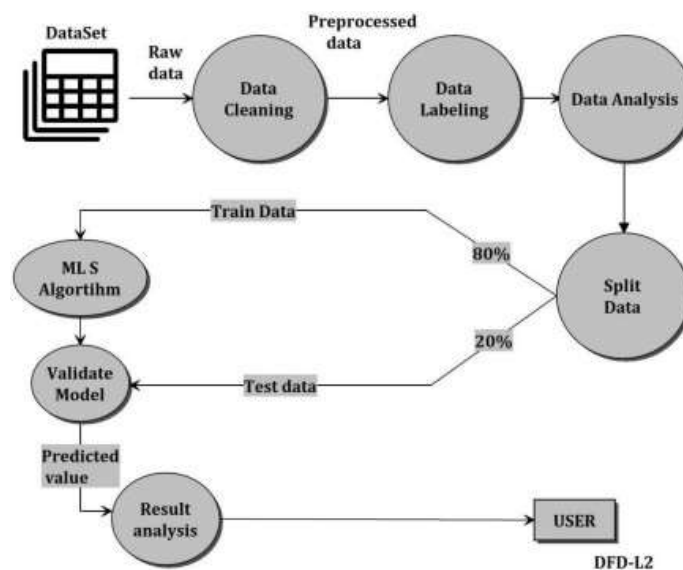 DataSet
Raw
data
Preprocessed
data
Data
Cleaning
Data
Labeling
Data Analysis
Train Data
80%
ML S
Algortihm
Split
Data
20%
Validate
Model
Test data
Predicted
value
Result
analysis
USER
DFD-L2